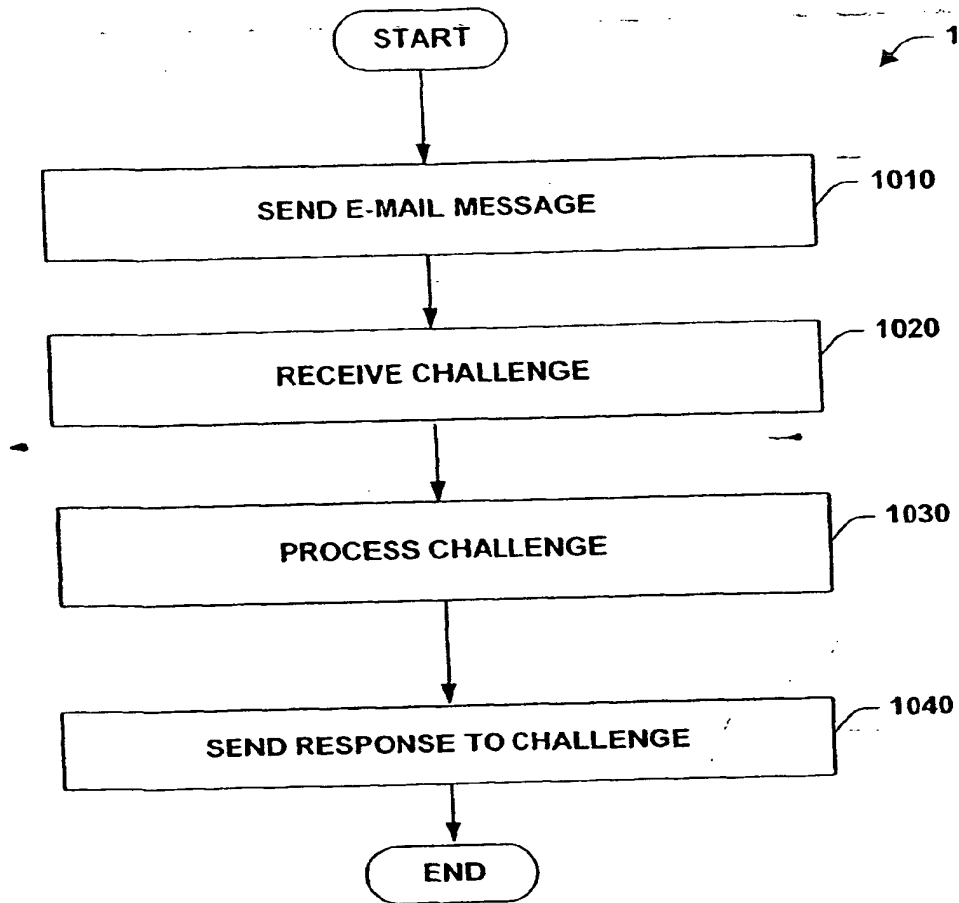 START
1
SEND E-MAIL MESSAGE
1010
RECEIVE CHALLENGE
1020
PROCESS CHALLENGE
1030
SEND RESPONSE TO CHALLENGE
1040
END